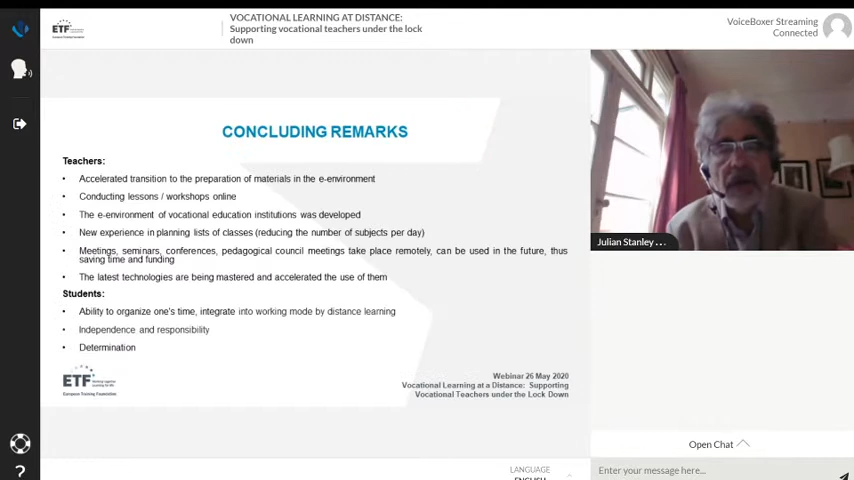 ETF
VOCATIONAL LEARNING AT DISTANCE:
Supporting vocational teachers under the lock
down
VoiceBoxer Streaming
Connected
CONCLUDING REMARKS
Teachers:
• Accelerated transition to the preparation of materials in the e-environment
• Conducting lessons / workshops online
• The e-environment of vocational education institutions was developed
• New experience in planning lists of classes (reducing the number of subjects per day)
• Meetings, seminars, conferences, pedagogical council meetings take place remotely, can be used in the future, thus
saving time and funding
• The latest technologies are being mastered and accelerated the use of them
Students:
• Ability to organize one's time, integrate into working mode by distance learning
• Independence and responsibility
• Determination
ETF
European Training Foundation
Webinar 26 May 2020
Vocational Learning at a Distance: Supporting
Vocational Teachers under the Lock Down
Julian Stanley ...
Open Chat
Enter your message here...
LANGUAGE
ENGLISH
?